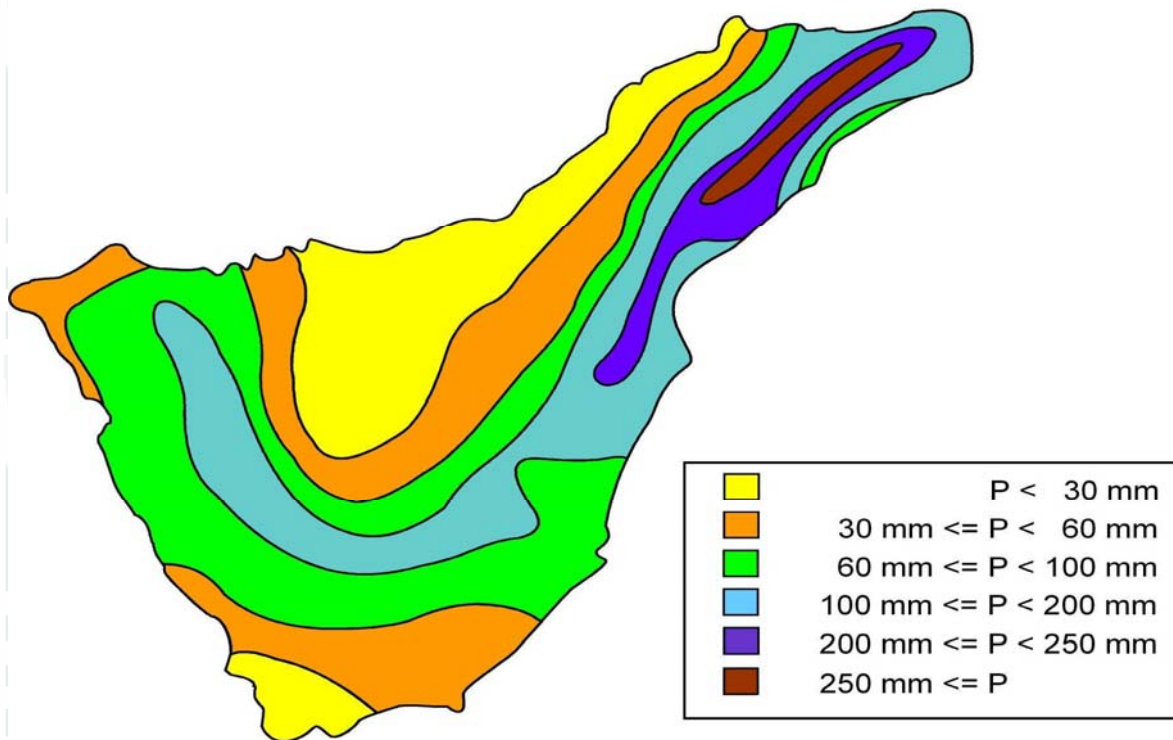 P < 30 mm
30 mm <= P < 60 mm
60 mm <= P < 100 mm
100 mm <= P < 200 mm
200 mm <= P < 250 mm
250 mm <= P